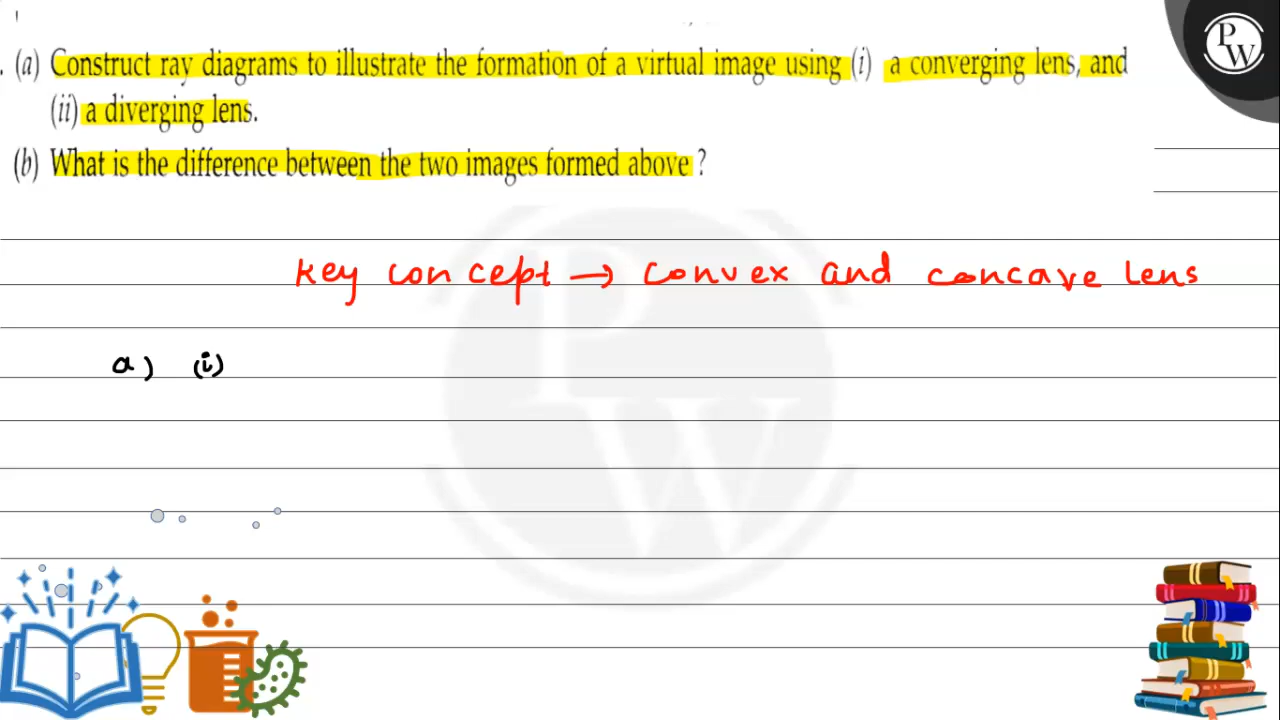 . (a) Construct ray diagrams to illustrate the formation of a virtual image using (i) a converging lens, and
(ii) a diverging lens.
(b) What is the difference between the two images formed above ?
key concept → convex and concave lens
a) (i)
PW
PW